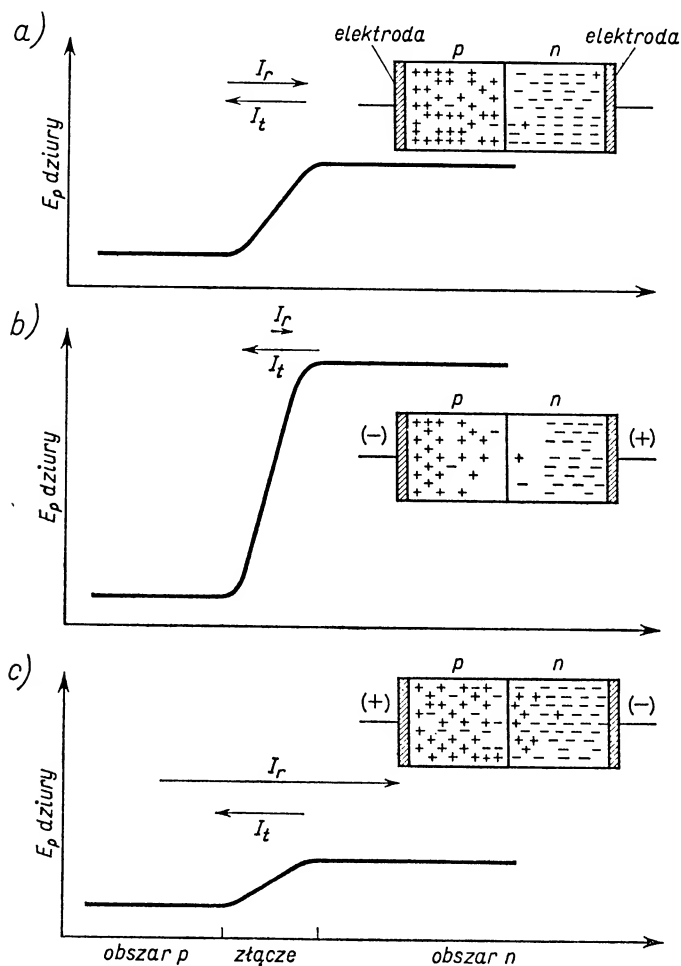 a)
elektroda
p n
elektroda
I_r
I_t
E_p dziury
b)
I_r
I_t
p n
(-) (+)
E_p dziury
c)
p n
(+) (-)
I_r
I_t
E_p dziury
obszar p złącze obszar n